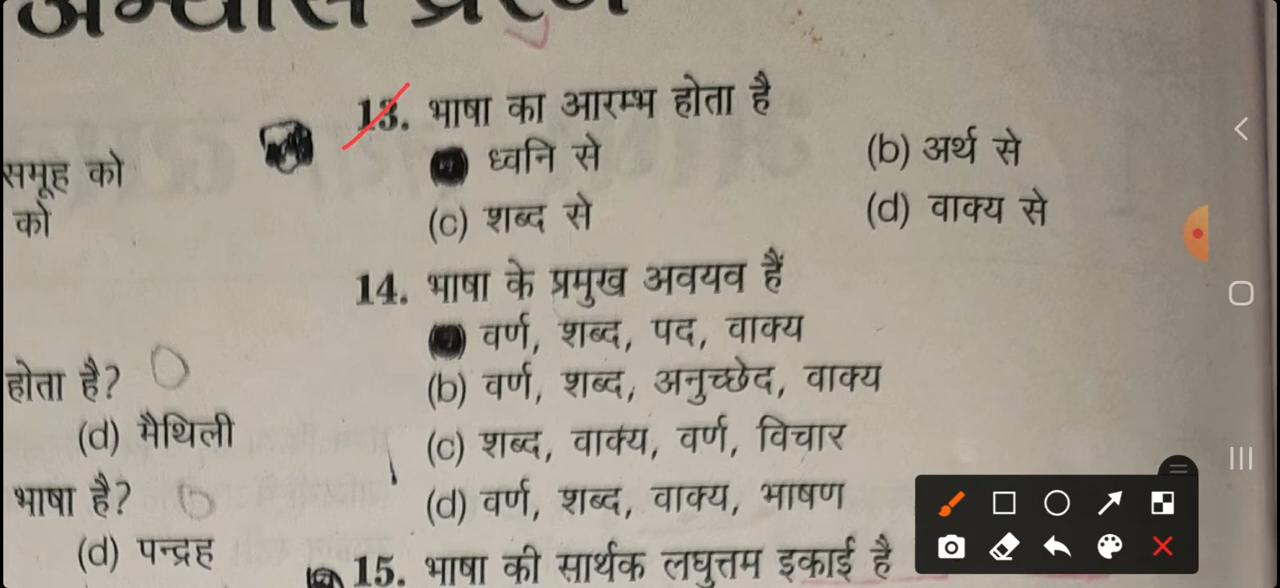 अभ्यास प्रश्न
समूह को
को
होता है?
(d) मैथिली
भाषा है?
(d) पन्द्रह
13. भाषा का आरम्भ होता है
ध्वनि से (b) अर्थ से
(c) शब्द से (d) वाक्य से
14. भाषा के प्रमुख अवयव हैं
वर्ण, शब्द, पद, वाक्य
(b) वर्ण, शब्द, अनुच्छेद, वाक्य
(c) शब्द, वाक्य, वर्ण, विचार
(d) वर्ण, शब्द, वाक्य, भाषण
15. भाषा की सार्थक लघुत्तम इकाई है